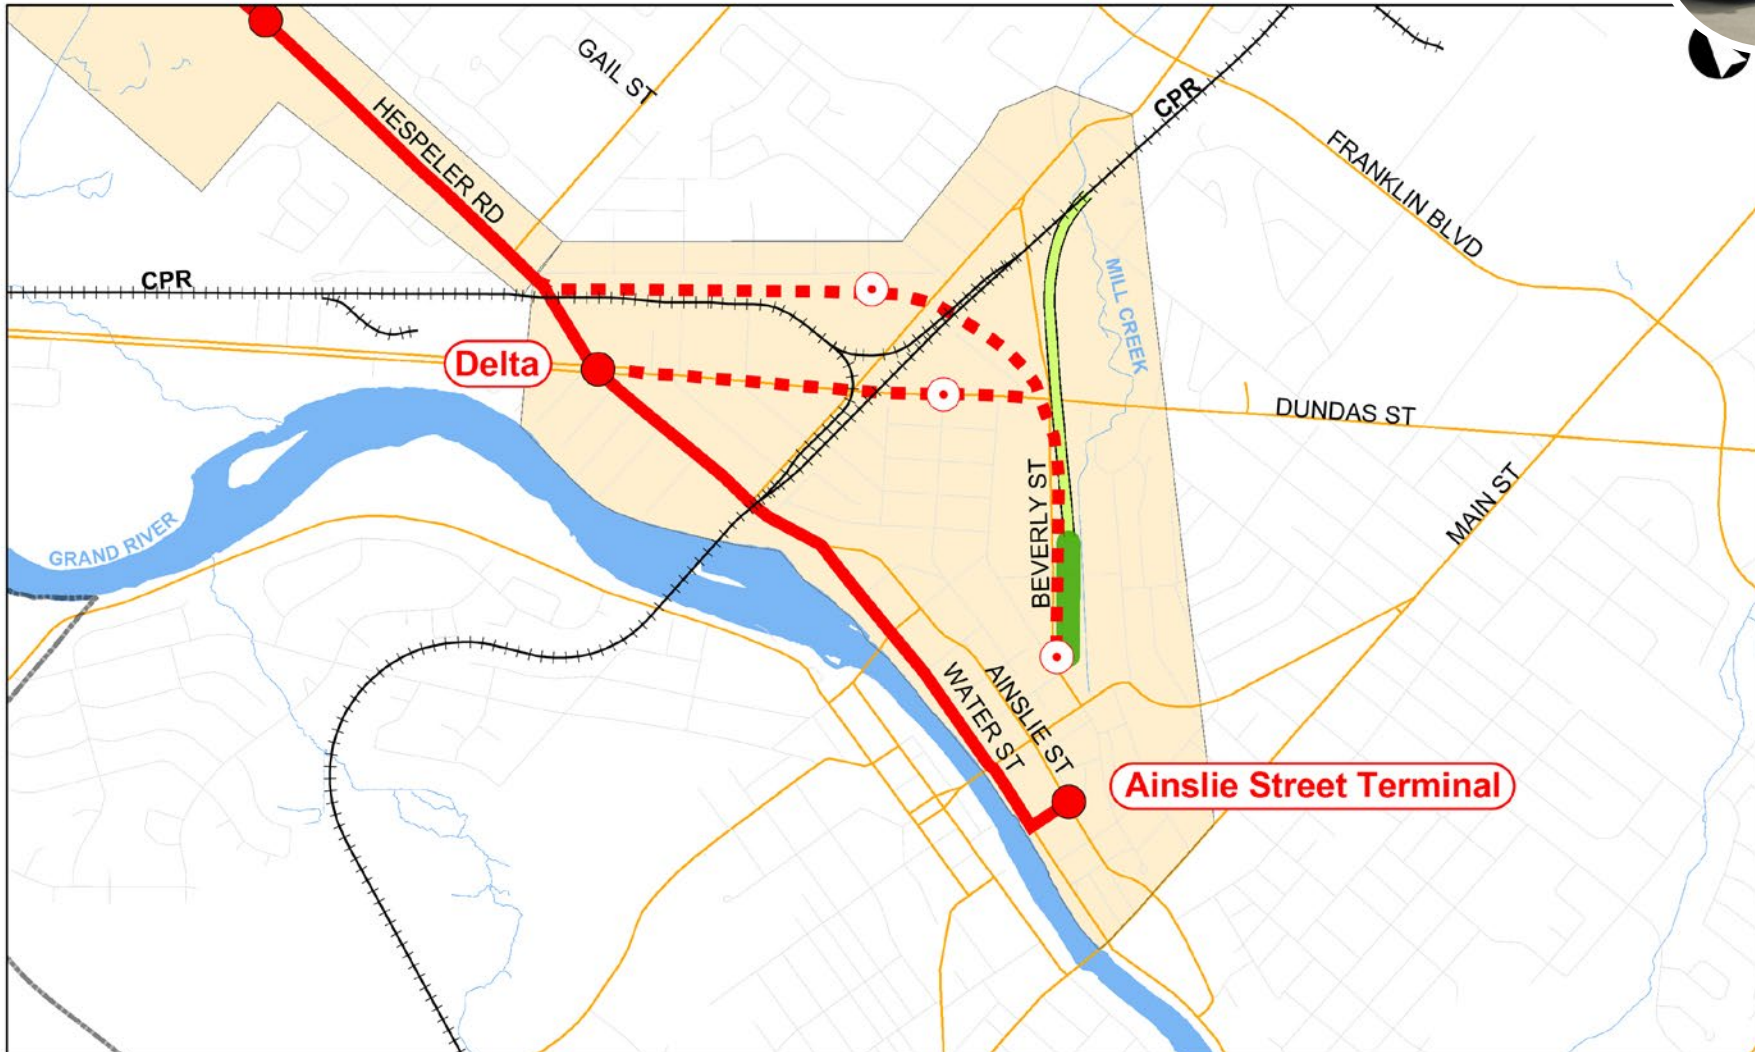 GAIL ST
CPR
HESPELER RD
FRANKLIN BLVD
CPR
MILL CREEK
Delta
DUNDAS ST
MAIN ST
BEVERLY ST
GRAND RIVER
AINSLIE ST
WATER ST
Ainslie Street Terminal